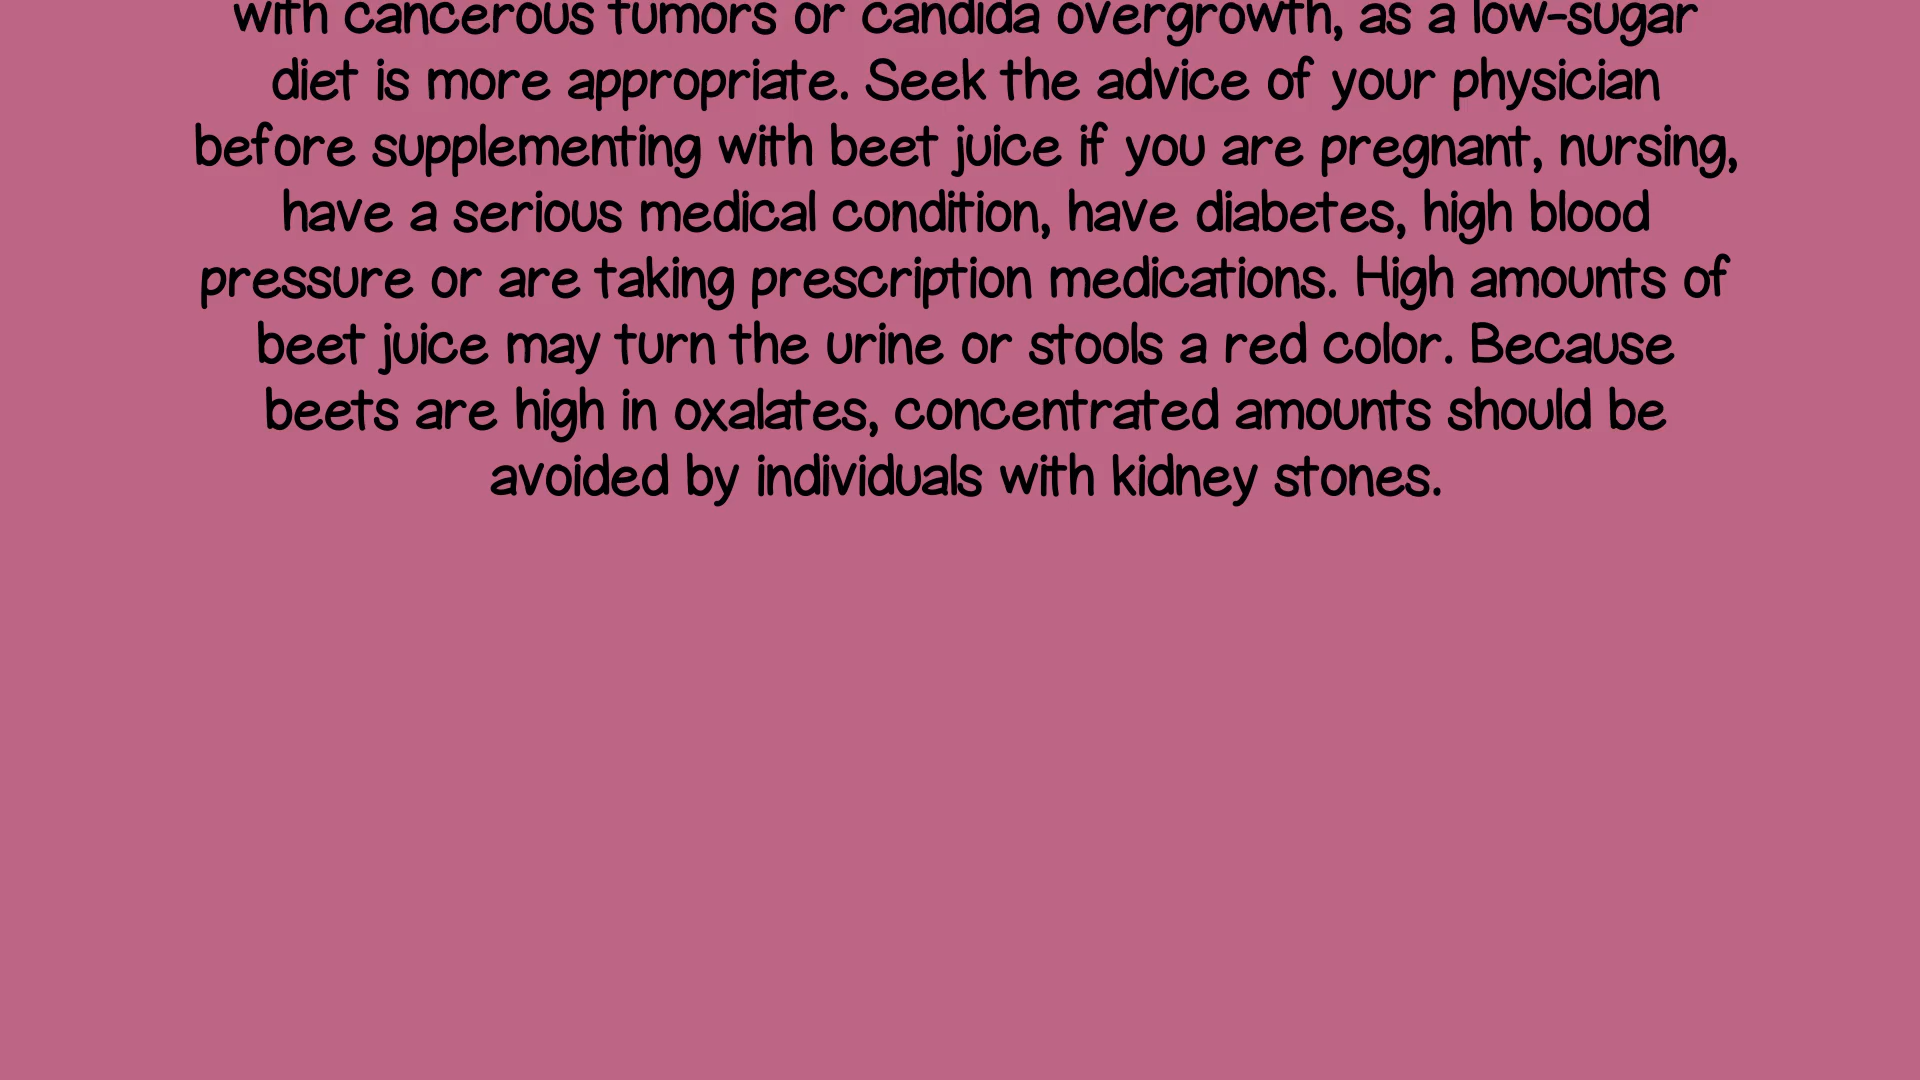 with cancerous tumors or candida overgrowth, as a low-sugar
diet is more appropriate. Seek the advice of your physician
before supplementing with beet juice if you are pregnant, nursing,
have a serious medical condition, have diabetes, high blood
pressure or are taking prescription medications. High amounts of
beet juice may turn the urine or stools a red color. Because
beets are high in oxalates, concentrated amounts should be
avoided by individuals with kidney stones.